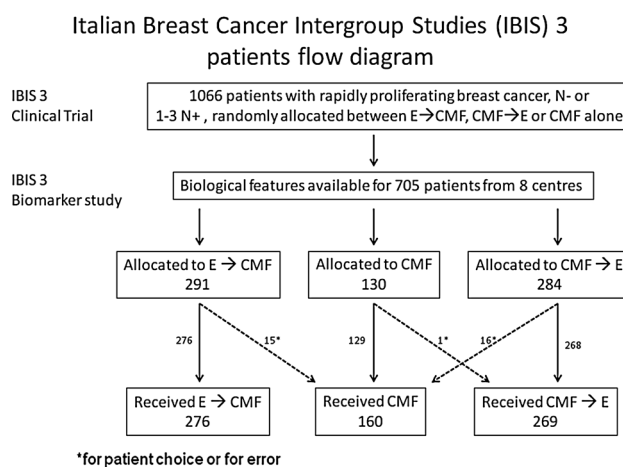 Italian Breast Cancer Intergroup Studies (IBIS) 3
patients flow diagram
IBIS 3
Clinical Trial
1066 patients with rapidly proliferating breast cancer, N- or
1-3 N+ , randomly allocated between E→CMF, CMF→E or CMF alone
IBIS 3
Biomarker study
Biological features available for 705 patients from 8 centres
Allocated to E → CMF
291
Allocated to CMF
130
Allocated to CMF → E
284
276
15*
129
1*
16*
268
Received E → CMF
276
Received CMF
160
Received CMF → E
269
*for patient choice or for error